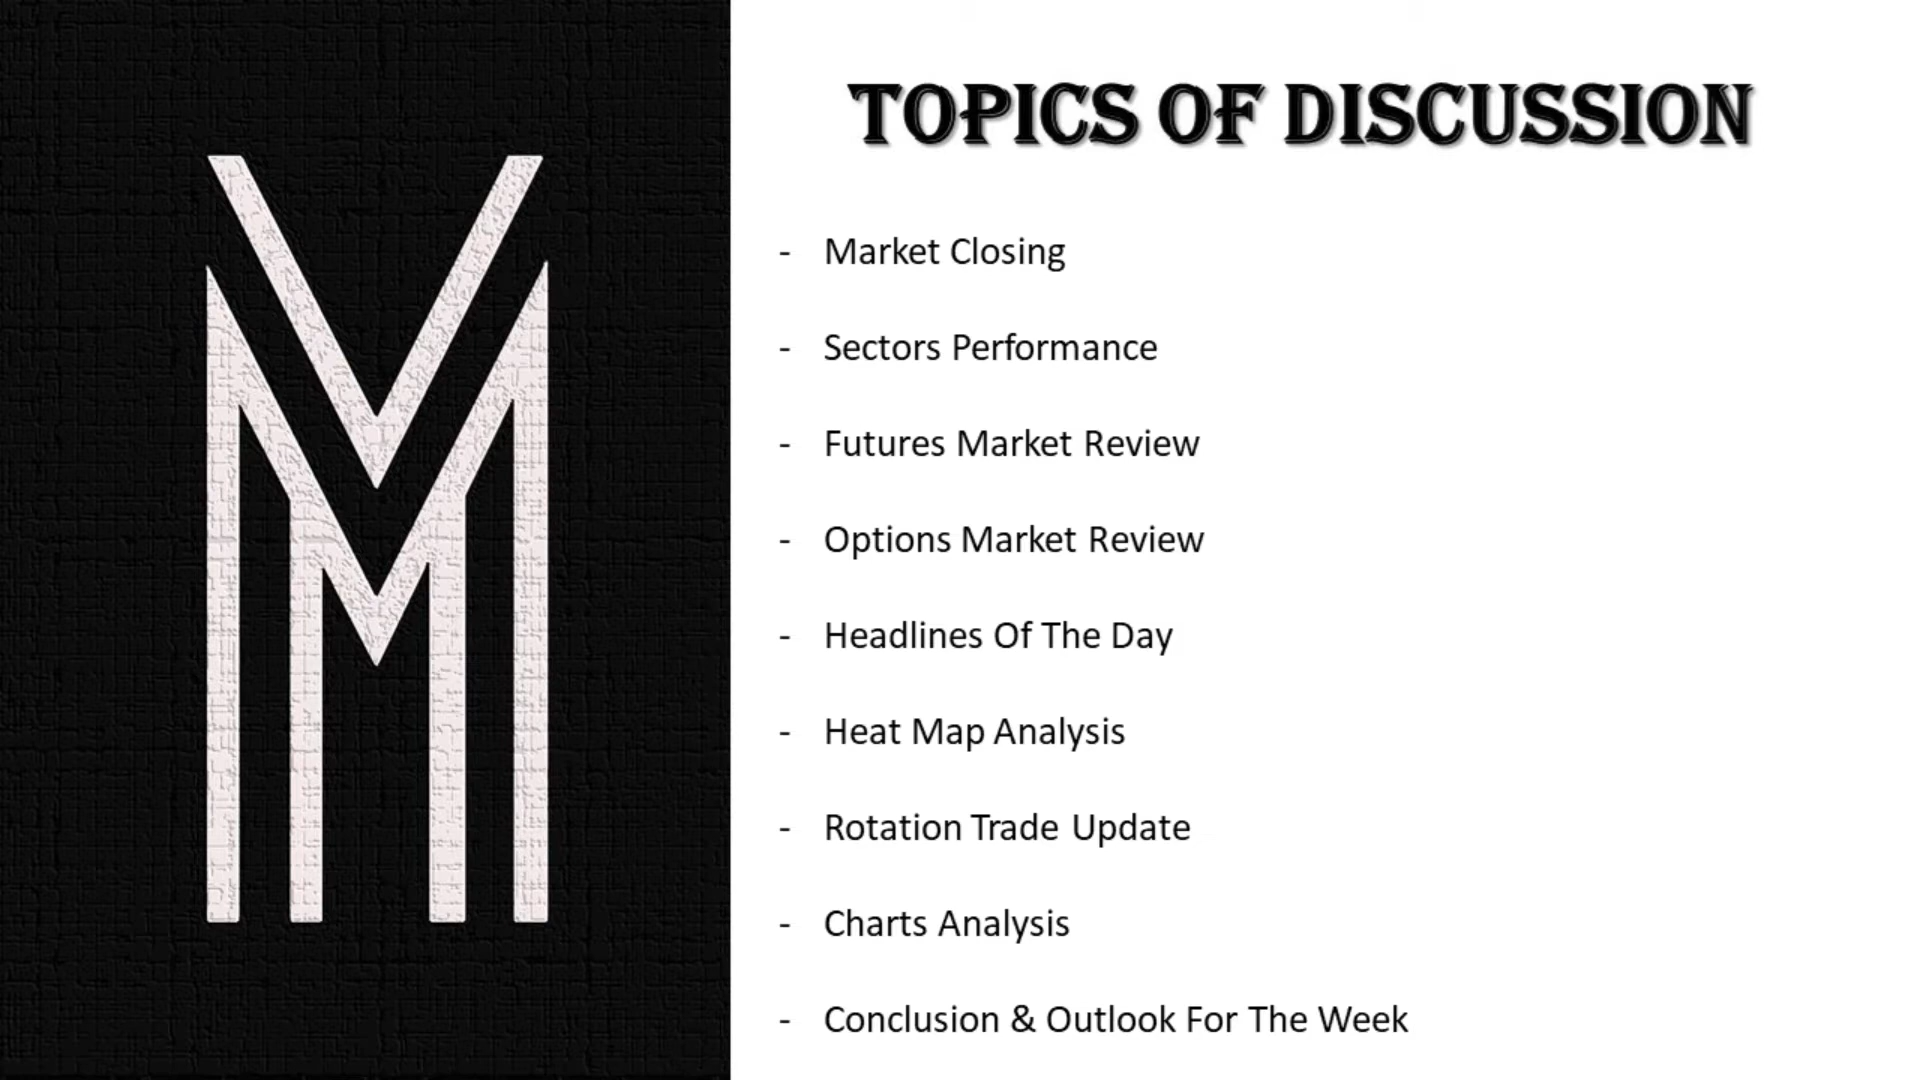 TOPICS OF DISCUSSION
- Market Closing
- Sectors Performance
- Futures Market Review
- Options Market Review
- Headlines Of The Day
- Heat Map Analysis
- Rotation Trade Update
- Charts Analysis
- Conclusion & Outlook For The Week